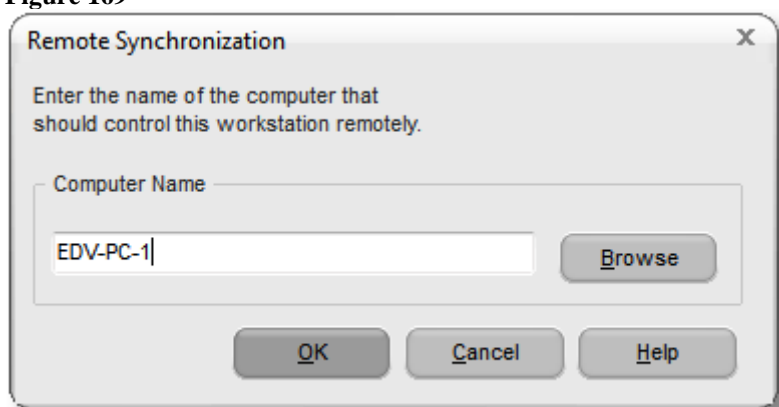 Figure 169
Remote Synchronization
Enter the name of the computer that
should control this workstation remotely.
Computer Name
EDV-PC-1
Browse
OK
Cancel
Help